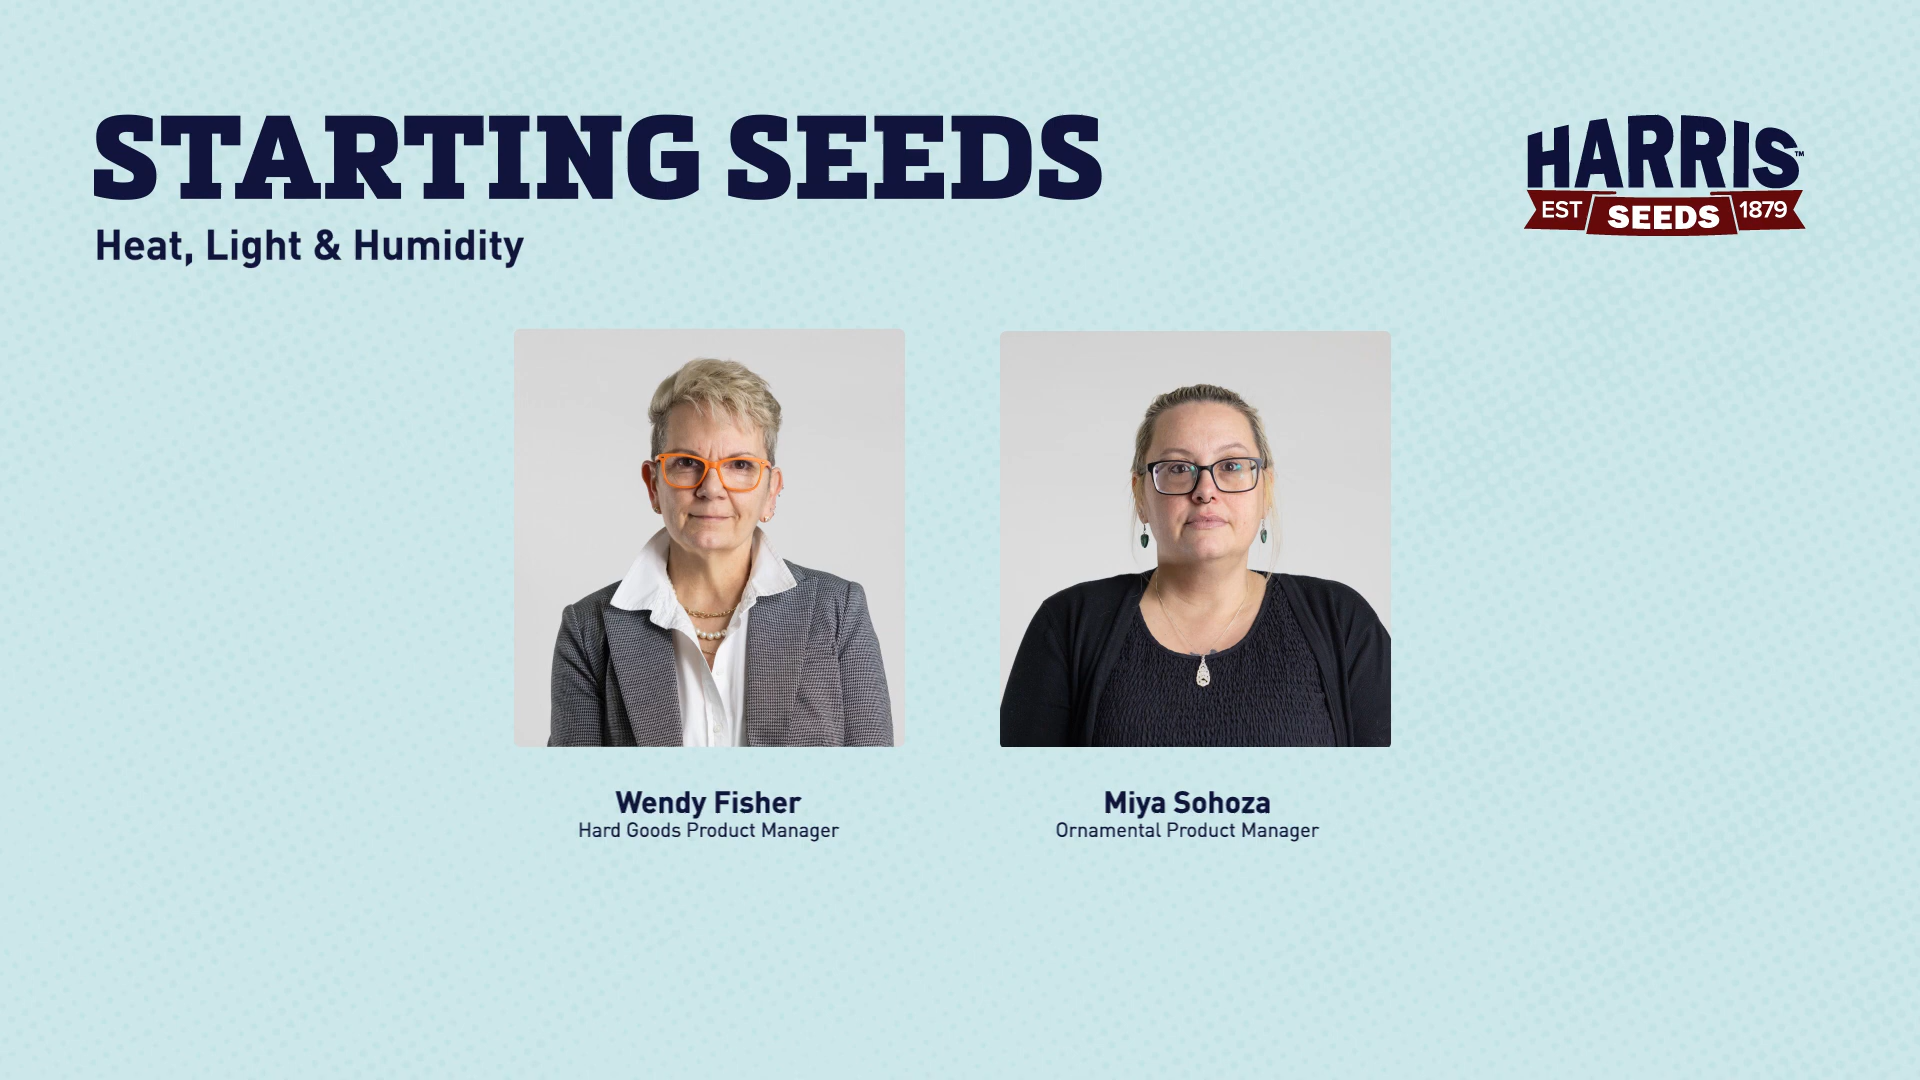 STARTING SEEDS
Heat, Light & Humidity
HARRIS™
EST SEEDS 1879
Wendy Fisher
Hard Goods Product Manager
Miya Sohoza
Ornamental Product Manager